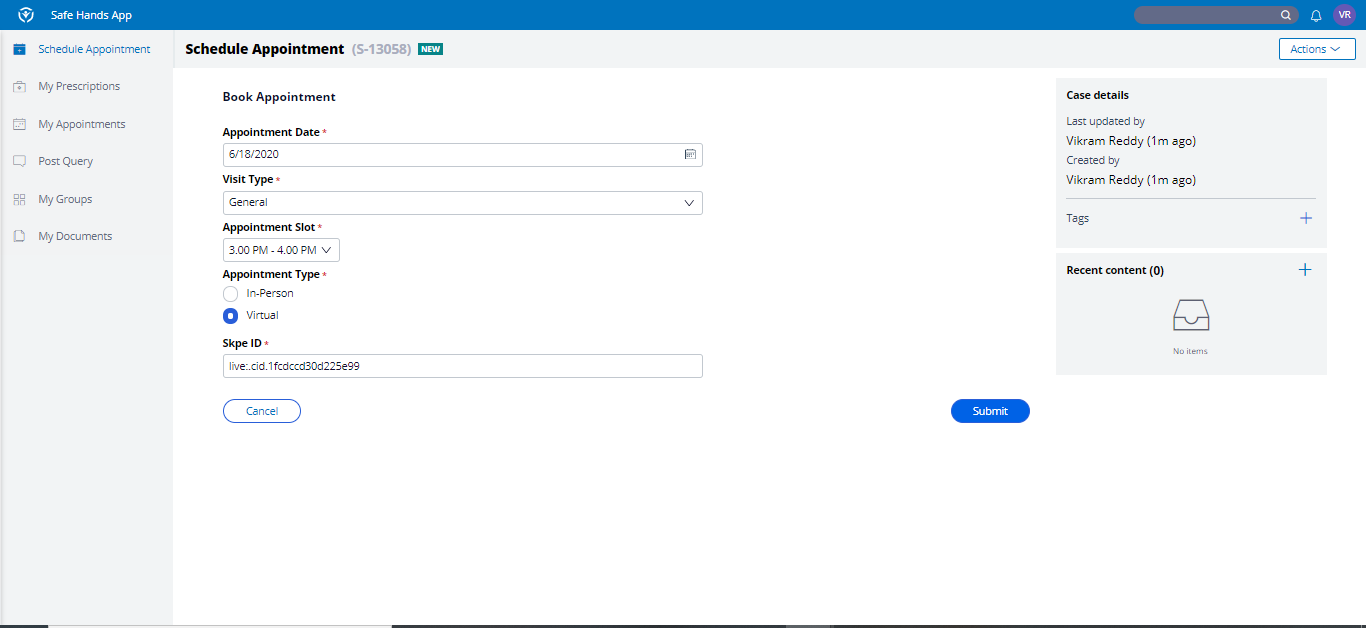 Safe Hands App
VR
Schedule Appointment
My Prescriptions
My Appointments
Post Query
My Groups
My Documents
Schedule Appointment (S-13058) NEW
Actions
Book Appointment
Appointment Date *
6/18/2020
Visit Type *
General
Appointment Slot *
3.00 PM - 4.00 PM
Appointment Type *
In-Person
Virtual
Skpe ID *
live:.cid.1fcdccd30d225e99
Cancel
Submit
Case details
Last updated by
Vikram Reddy (1m ago)
Created by
Vikram Reddy (1m ago)
Tags
Recent content (0)
No items